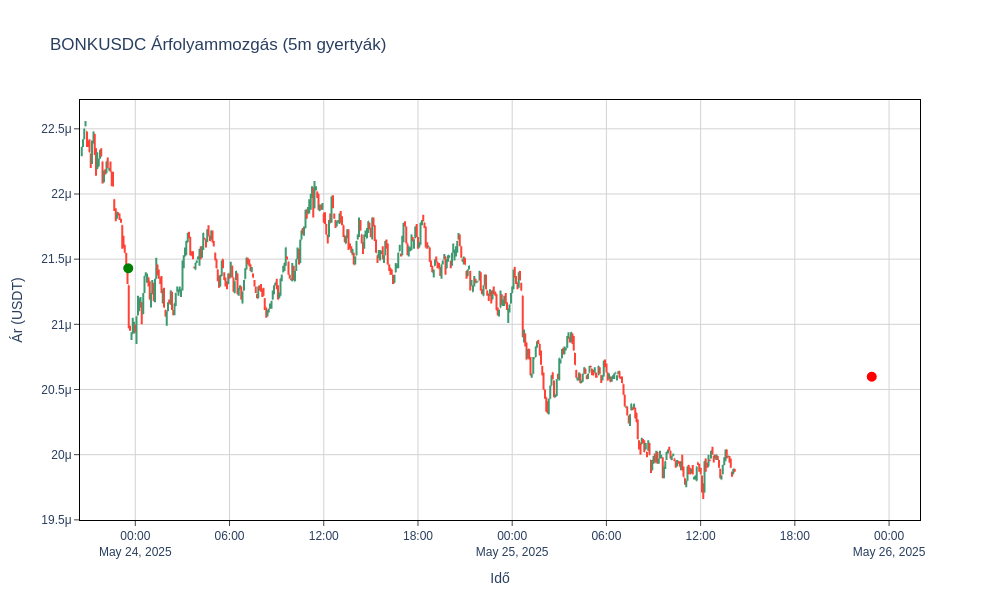 BONKUSDC Árfolyammozgás (5m gyertyák)
22.5μ
22μ
21.5μ
21μ
20.5μ
20μ
19.5μ
Ár (USDT)
00:00 06:00 12:00 18:00 00:00 06:00 12:00 18:00 00:00
May 24, 2025 May 25, 2025 May 26, 2025
Idő